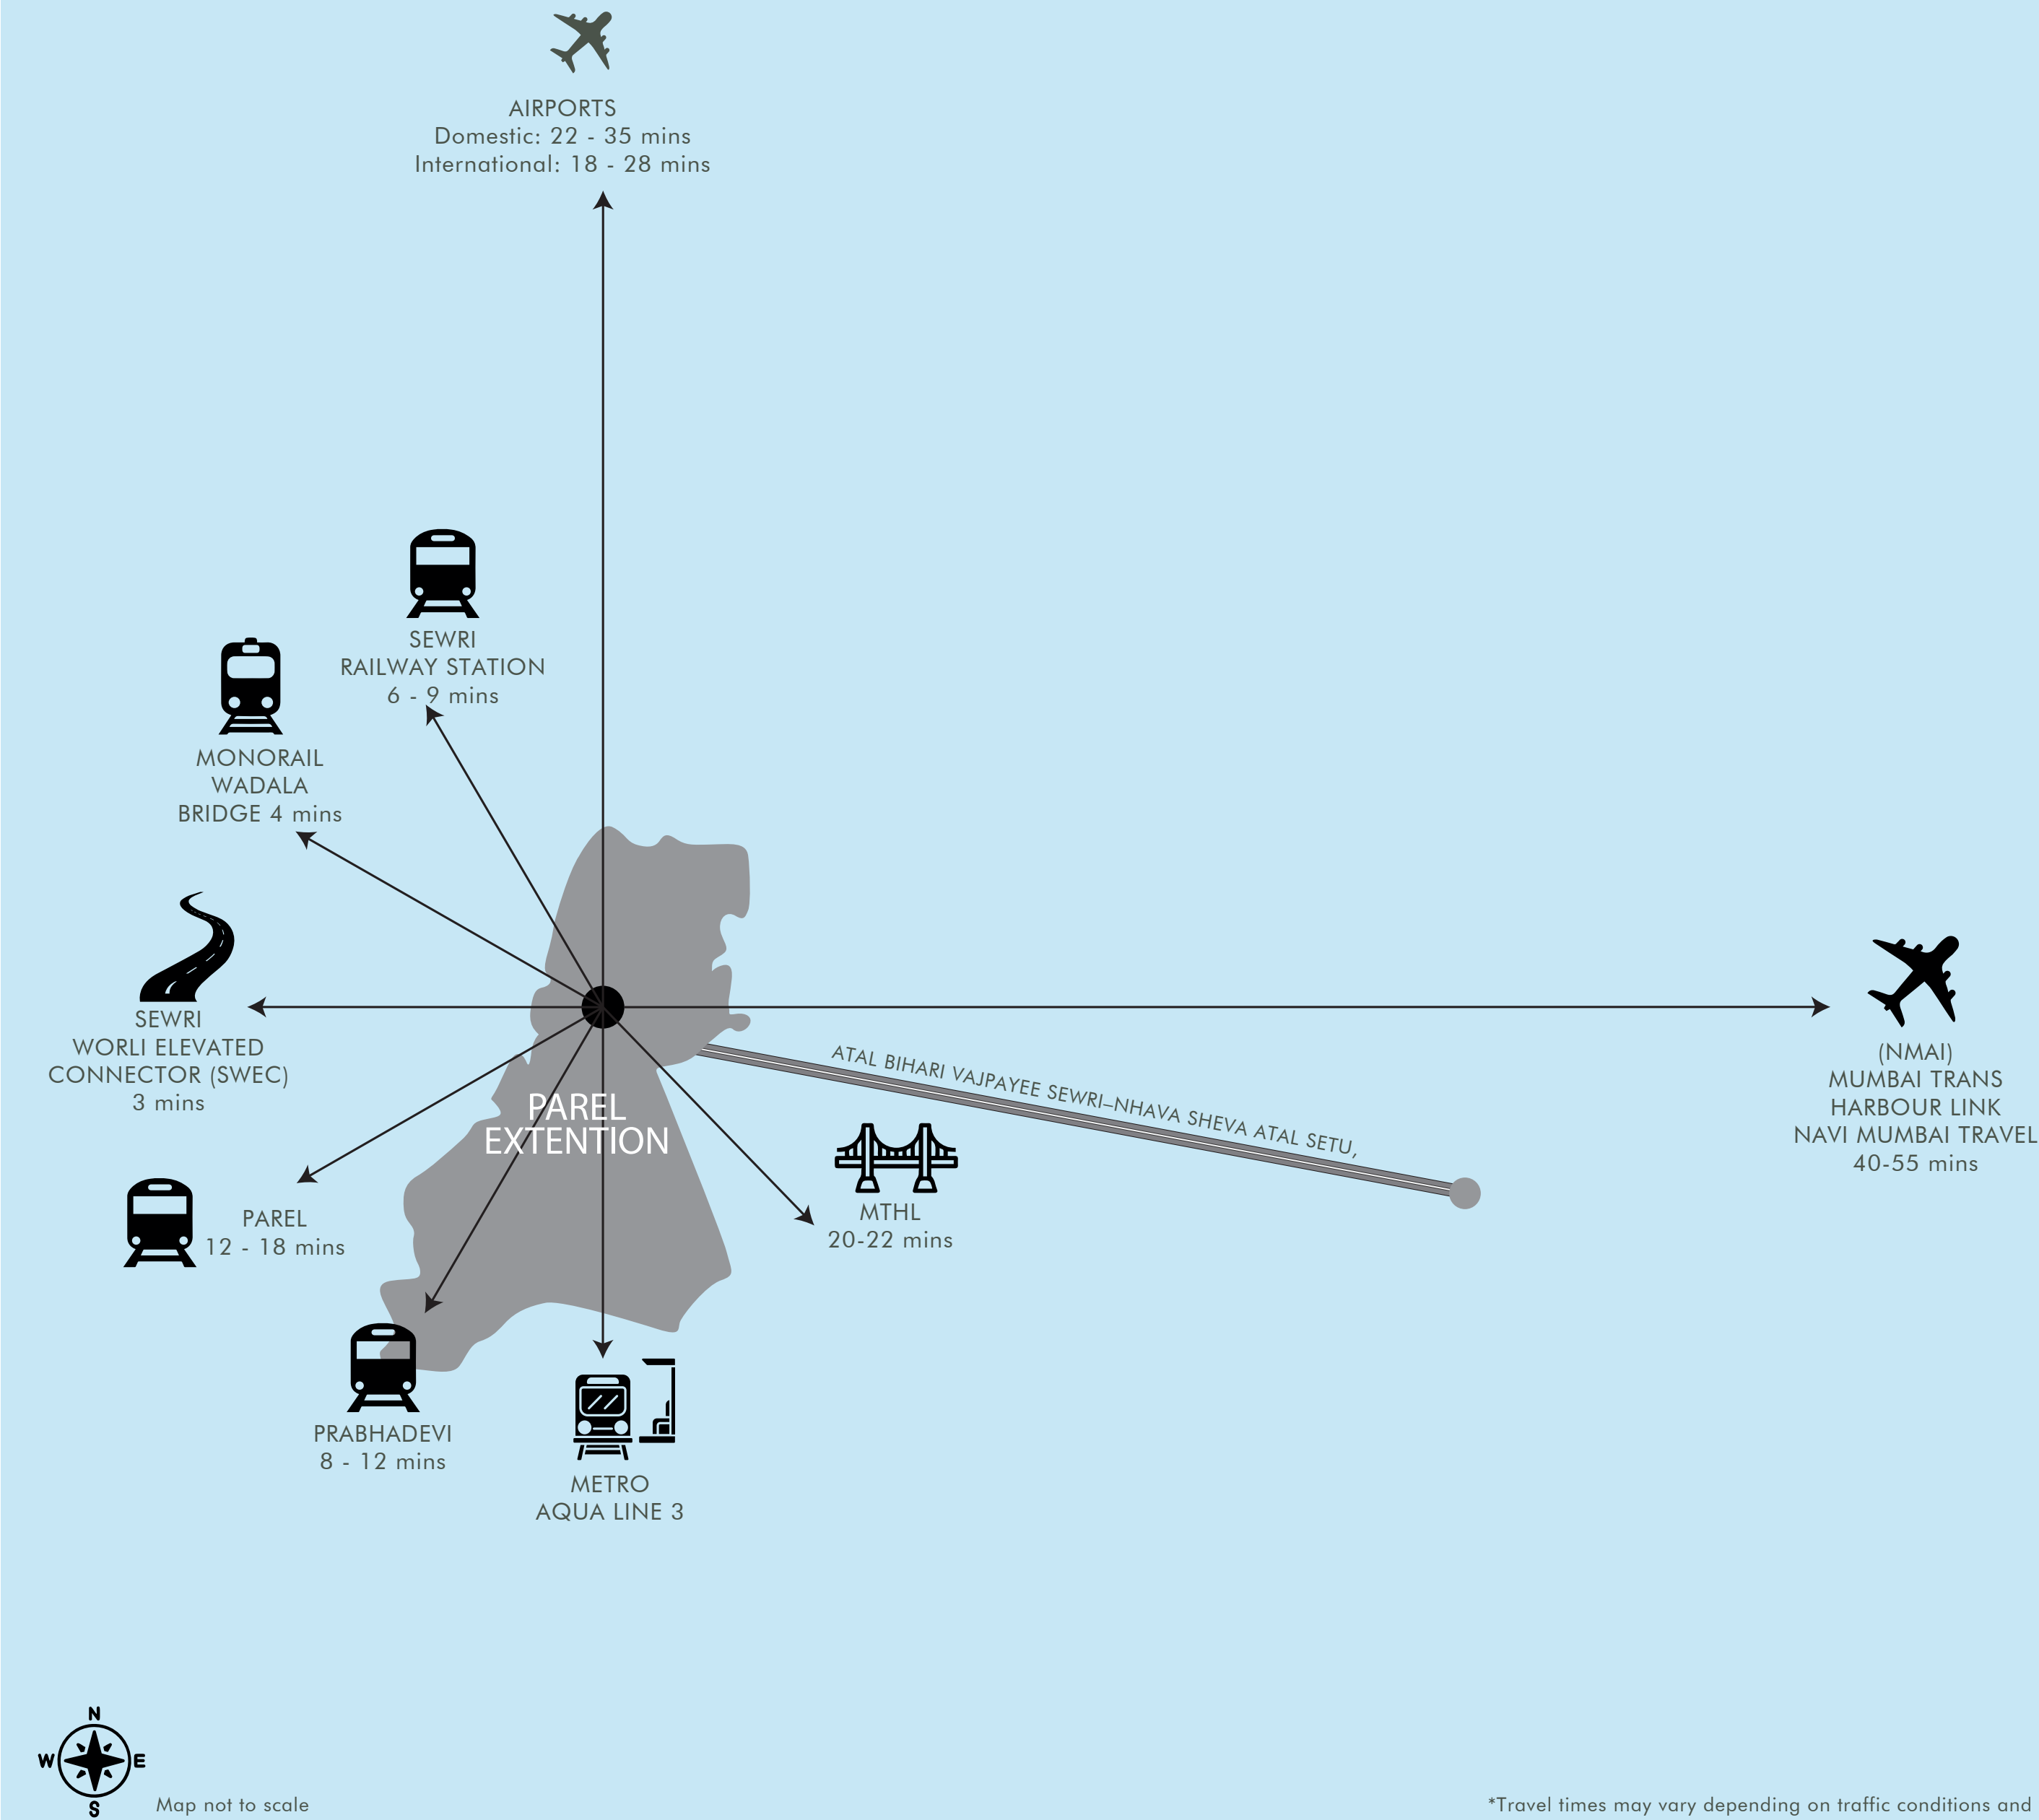 AIRPORTS
Domestic: 22 - 35 mins
International: 18 - 28 mins
SEWRI
RAILWAY STATION
6 - 9 mins
MONORAIL
WADALA
BRIDGE 4 mins
SEWRI
WORLI ELEVATED
CONNECTOR (SWEC)
3 mins
(NMAI)
MUMBAI TRANS
HARBOUR LINK
NAVI MUMBAI TRAVEL
40-55 mins
ATAL BIHARI VAJPAYEE SEWRI–NHAVA SHEVA ATAL SETU,
PAREL
EXTENTION
MTHL
20-22 mins
PAREL
12 - 18 mins
PRABHADEVI
8 - 12 mins
METRO
AQUA LINE 3
N
W E
S
Map not to scale
*Travel times may vary depending on traffic conditions and